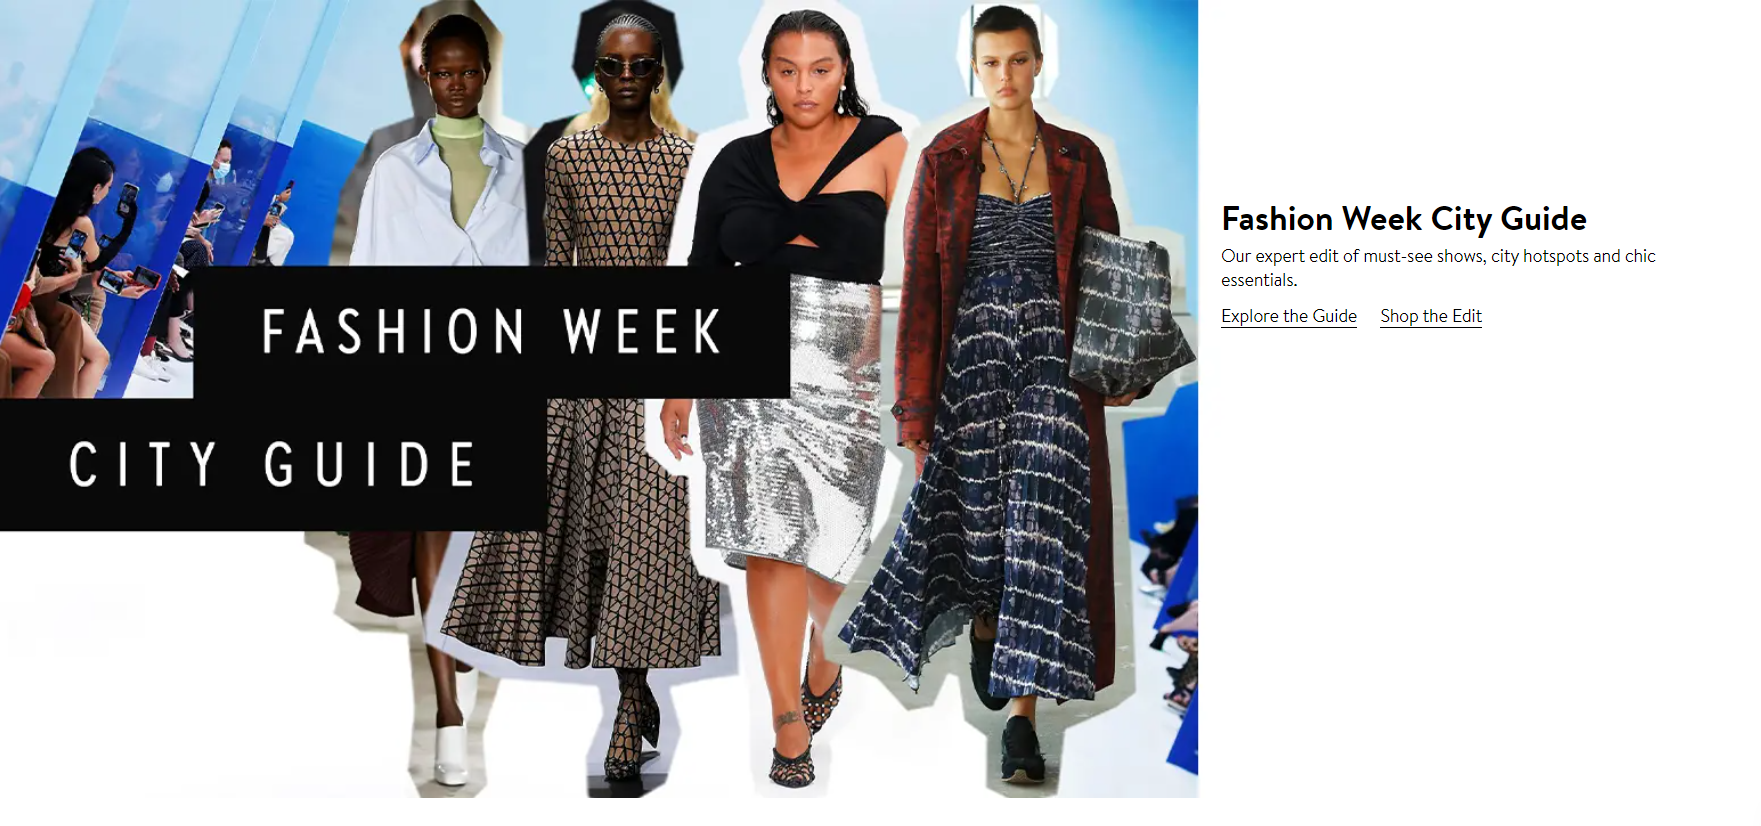 FASHION WEEK
CITY GUIDE
Fashion Week City Guide
Our expert edit of must-see shows, city hotspots and chic
essentials.
Explore the Guide Shop the Edit